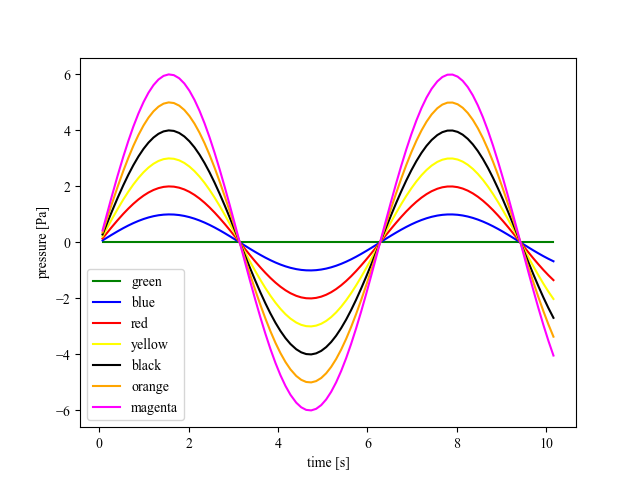 6
4
2
0
−2
−4
−6
pressure [Pa]
green
blue
red
yellow
black
orange
magenta
0 2 4 6 8 10
time [s]